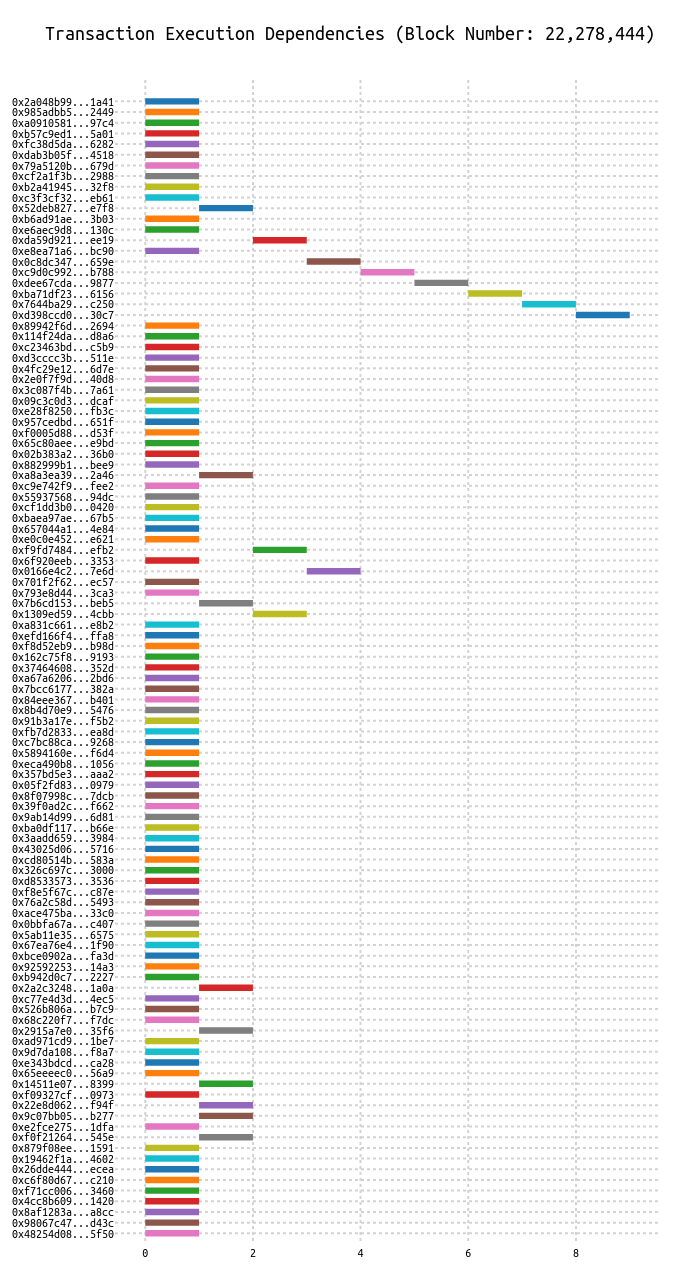 Transaction Execution Dependencies (Block Number: 22,278,444)
0x2a048b99...1a41
0x985adbb5...2449
0xa0910581...97c4
0xb57c9ed1...5a01
0xfc38d5da...6282
0xdab3b05f...4518
0x79a5120b...679d
0xcf2a1f3b...2988
0xb2a41945...32f8
0xc3f3cf32...eb61
0x52deb827...e7f8
0xb6ad91ae...3b03
0xe6aec9d8...130c
0xda59d921...ee19
0xe8ea71a6...bc90
0x0c8dc347...659e
0xc9d0c992...b788
0xdee67cda...9877
0xba71df23...6156
0x7644ba29...c250
0xd398ccd0...30c7
0x89942f6d...2694
0x114f24da...d8a6
0xc23463bd...c5b9
0xd3cccc3b...511e
0x4fc29e12...6d7e
0x2e0f7f9d...40d8
0x3c087f4b...7a61
0x09c3c0d3...dcaf
0xe28f8250...fb3c
0x957cedbd...651f
0xf0005d88...d53f
0x65c80aee...e9bd
0x02b383a2...36b0
0x882999b1...bee9
0xa8a3ea39...2a46
0xc9e742f9...fee2
0x55937568...94dc
0xcf1dd3b0...0420
0xbaea97ae...67b5
0x657044a1...4e84
0xe0c0e452...e621
0xf9fd7484...efb2
0x6f920eeb...3353
0x0166e4c2...7e6d
0x701f2f62...ec57
0x793e8d44...3ca3
0x7b6cd153...beb5
0x1309ed59...4cbb
0xa831c661...e8b2
0xefd166f4...ffa8
0xf8d52eb9...b98d
0x162c75f8...9193
0x37464608...352d
0xa67a6206...2bd6
0x7bcc6177...382a
0x84eee367...b401
0x8b4d70e9...5476
0x91b3a17e...f5b2
0xfb7d2833...ea8d
0xc7bc88ca...9268
0x5894160e...f6d4
0xeca490b8...1056
0x357bd5e3...aaa2
0x05f2fd83...0979
0x8f07998c...7dcb
0x39f0ad2c...f662
0x9ab14d99...6d81
0xba0df117...b66e
0x3aadd659...3984
0x43025d06...5716
0xcd80514b...583a
0x326c697c...3000
0xd8533573...3536
0xf8e5f67c...c87e
0x76a2c58d...5493
0xace475ba...33c0
0x0bbfa67a...c407
0x5ab11e35...6575
0x67ea76e4...1f90
0xbce0902a...fa3d
0x92592253...14a3
0xb942d0c7...2227
0x2a2c3248...1a0a
0xc77e4d3d...4ec5
0x526b806a...b7c9
0x68c220f7...f7dc
0x2915a7e0...35f6
0xad971cd9...1be7
0x9d7da108...f8a7
0xe343bdcd...ca28
0x65eeeec0...56a9
0x14511e07...8399
0xf09327cf...0973
0x22e8d062...f94f
0x9c07bb05...b277
0xe2fce275...1dfa
0xf0f21264...545e
0x879f08ee...1591
0x19462f1a...4602
0x26dde444...ecea
0xc6f80d67...c210
0xf71cc006...3460
0x4cc8b609...1420
0x8af1283a...a8cc
0x98067c47...d43c
0x48254d08...5f50
0 2 4 6 8